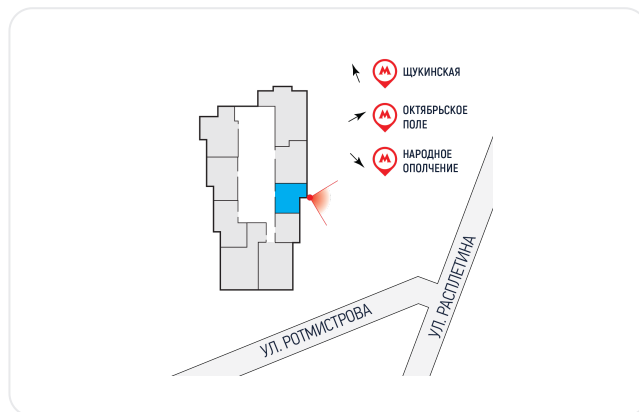 М ЩУКИНСКАЯ
М ОКТЯБРЬСКОЕ
ПОЛЕ
М НАРОДНОЕ
ОПОЛЧЕНИЕ
УЛ. РОТМИСТРОВА
УЛ. РАСПЛЕТИНА